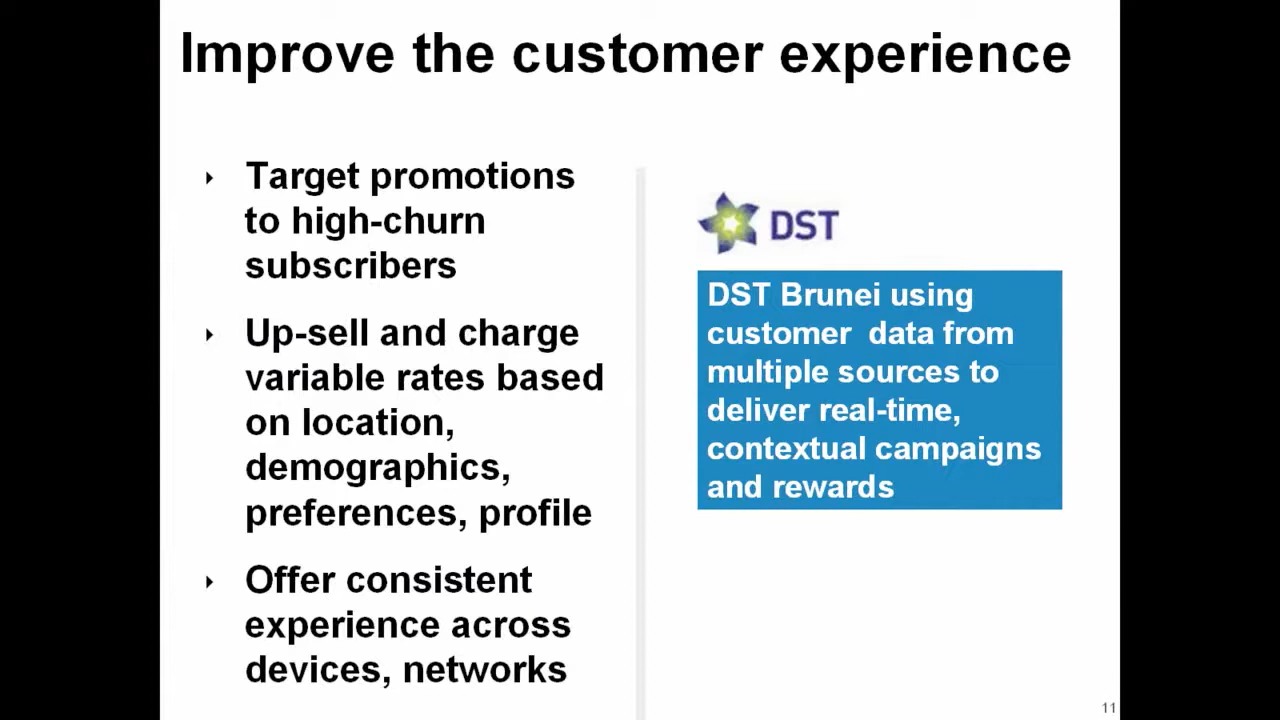 Improve the customer experience
Target promotions
to high-churn
subscribers
Up-sell and charge
variable rates based
on location,
demographics,
preferences, profile
Offer consistent
experience across
devices, networks
DST
DST Brunei using
customer data from
multiple sources to
deliver real-time,
contextual campaigns
and rewards
11